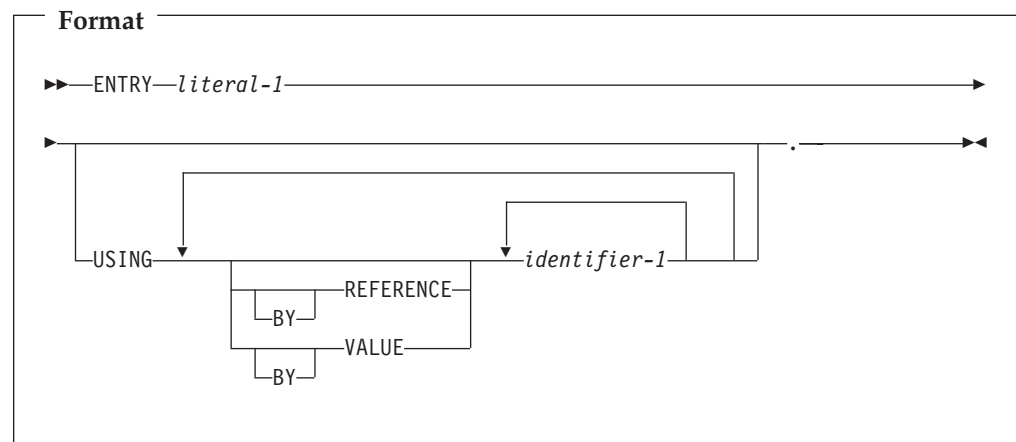 Format
ENTRY literal-1
.
USING identifier-1
REFERENCE
BY
VALUE
BY